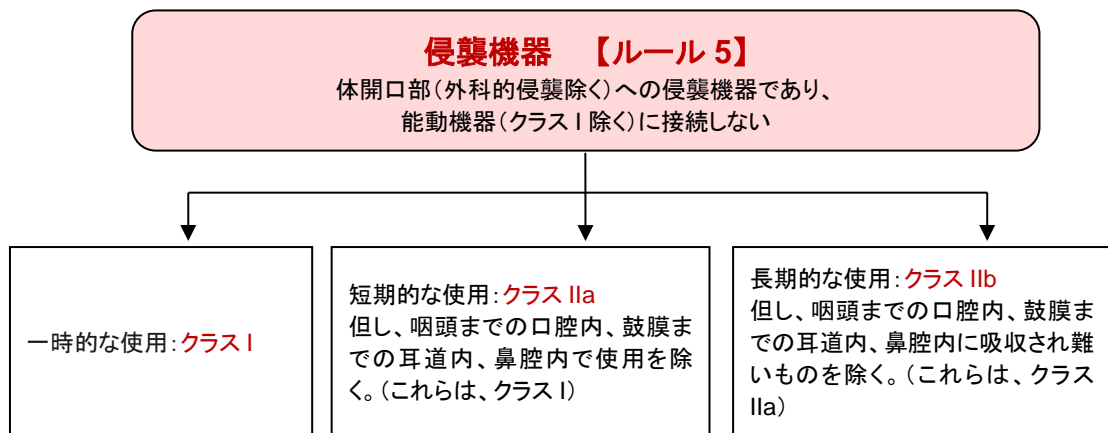 侵襲機器　【ルール 5】
体開口部（外科的侵襲除く）への侵襲機器であり、
能動機器（クラス I 除く）に接続しない
一時的な使用：クラス I
短期的な使用：クラス IIa
但し、咽頭までの口腔内、鼓膜ま
での耳道内、鼻腔内で使用を除
く。（これらは、クラス I）
長期的な使用：クラス IIb
但し、咽頭までの口腔内、鼓膜ま
での耳道内、鼻腔内に吸収され難
いものを除く。（これらは、クラス
IIa）